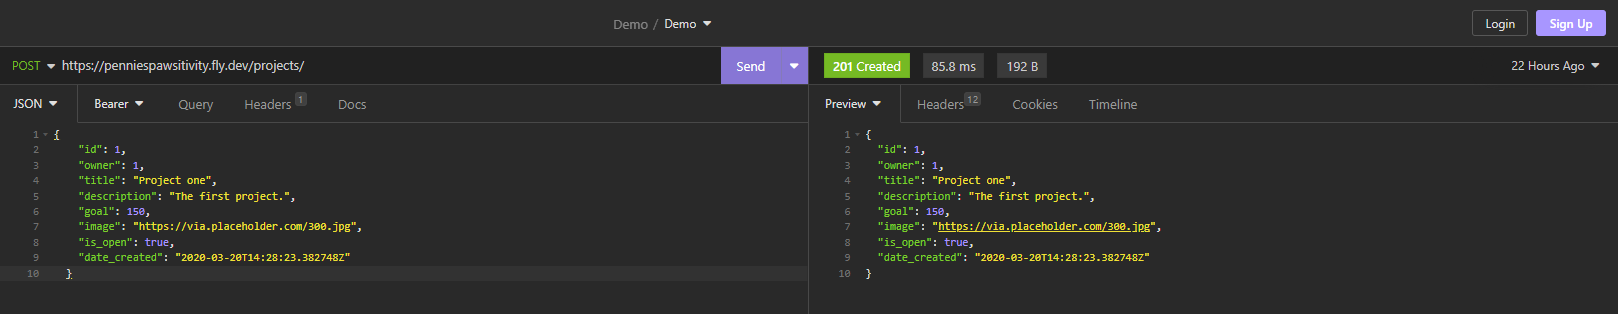 Demo / Demo
Login
Sign Up
POST https://penniespawsitivity.fly.dev/projects/
Send
201 Created 85.8 ms 192 B
22 Hours Ago
JSON Bearer Query Headers 1 Docs
1 {
2 "id": 1,
3 "owner": 1,
4 "title": "Project one",
5 "description": "The first project.",
6 "goal": 150,
7 "image": "https://via.placeholder.com/300.jpg",
8 "is_open": true,
9 "date_created": "2020-03-20T14:28:23.382748Z"
10 }
Preview Headers 12 Cookies Timeline
1 {
2 "id": 1,
3 "owner": 1,
4 "title": "Project one",
5 "description": "The first project.",
6 "goal": 150,
7 "image": "https://via.placeholder.com/300.jpg",
8 "is_open": true,
9 "date_created": "2020-03-20T14:28:23.382748Z"
10 }